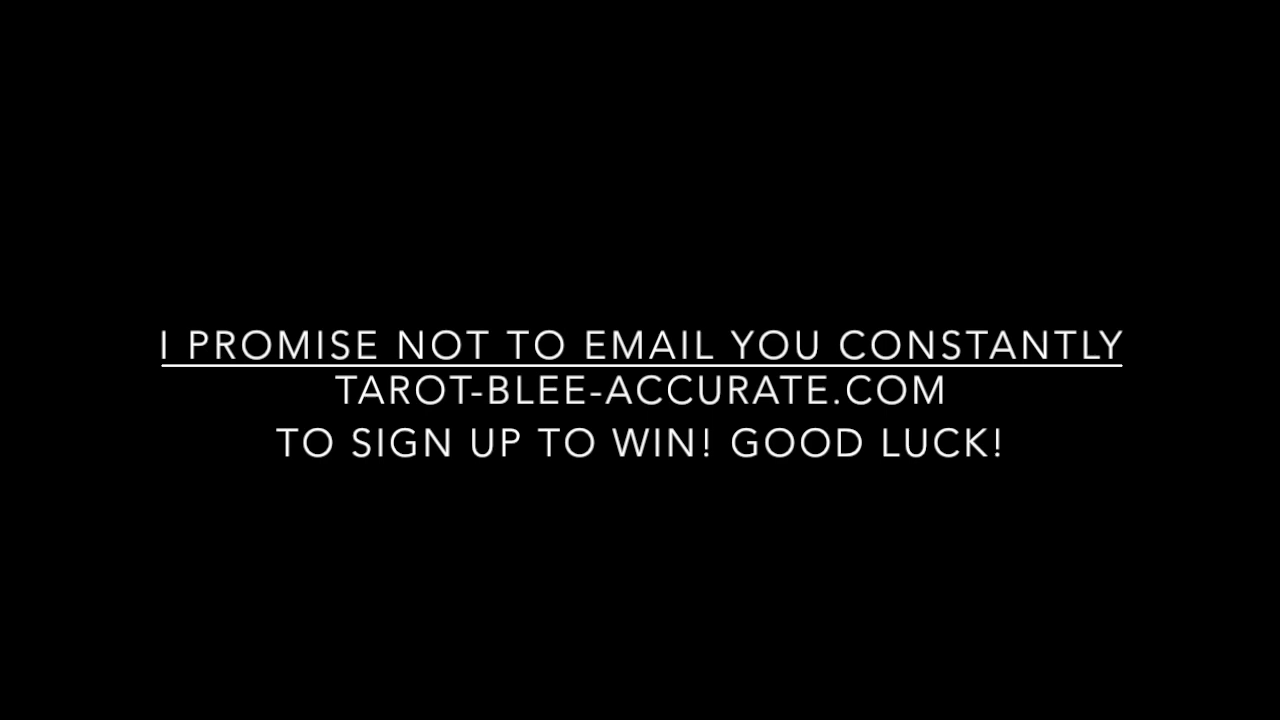 I PROMISE NOT TO EMAIL YOU CONSTANTLY
TAROT-BLEE-ACCURATE.COM
TO SIGN UP TO WIN! GOOD LUCK!